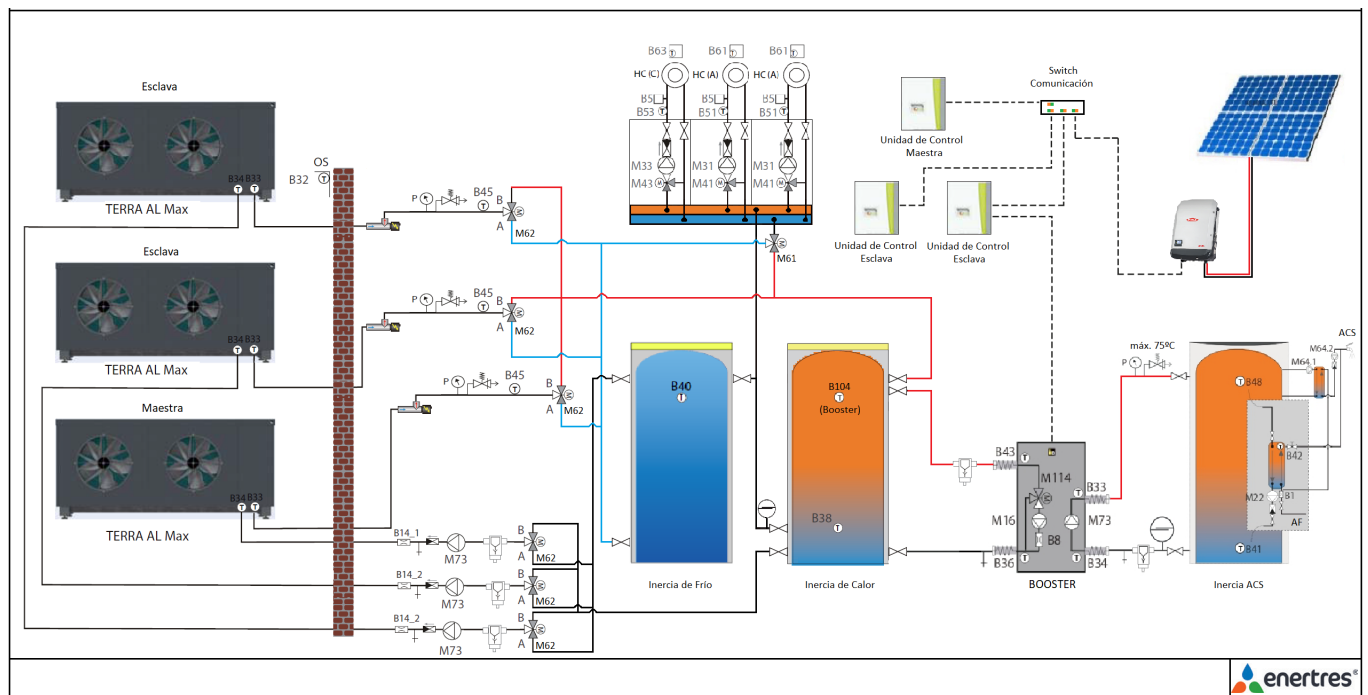 Esclava
B34 B33
TERRA AL Max
Esclava
B34 B33
TERRA AL Max
Maestra
B34 B33
TERRA AL Max
OS
B32
T
P
B45
B
A
M62
P
B45
B
A
M62
P
B45
B
A
M62
B14_1
M73
B
A
M62
B14_2
M73
B
A
M62
B14_2
M73
B
A
M62
B63
B61
B61
HC (C)
HC (A)
HC (A)
B5
B5
B5
B53
B51
B51
M33
M31
M31
M43
M41
M41
M61
Switch
Comunicación
Unidad de Control
Maestra
Unidad de Control
Esclava
Unidad de Control
Esclava
B40
Inercia de Frío
B104
(Booster)
B38
Inercia de Calor
B43
M114
B33
M16
M73
B8
B36
B34
BOOSTER
máx. 75ºC
P
ACS
M64.2
M64.1
B48
B42
M22
B1
AF
B41
Inercia ACS
enertres®